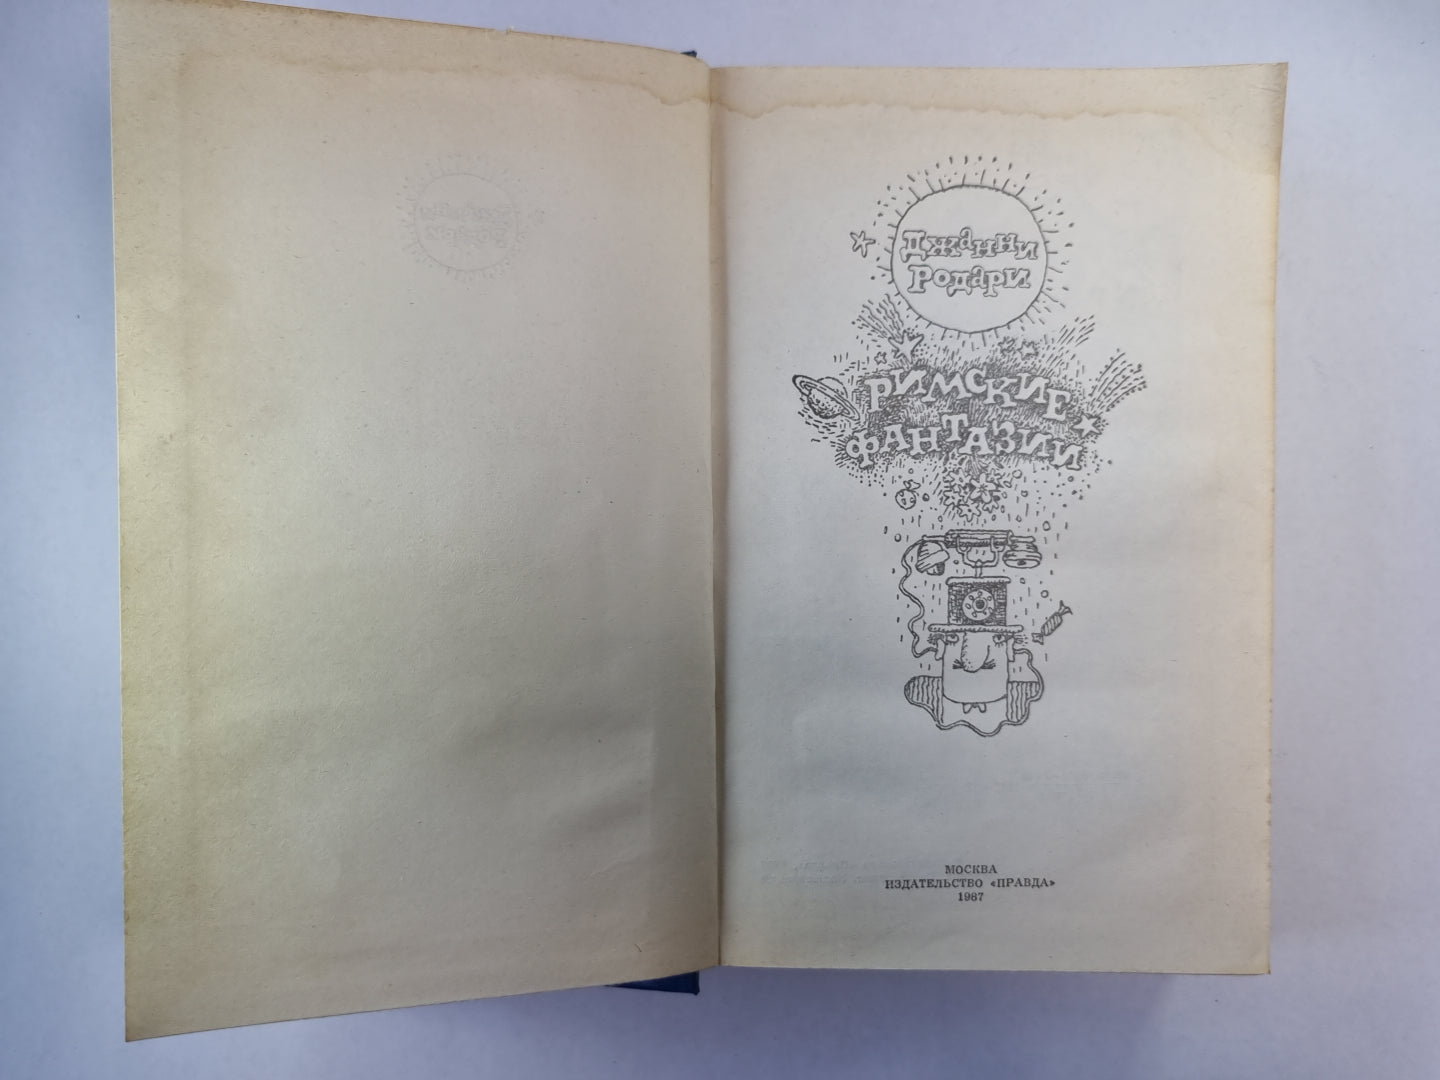 Джанни
Родари
РИМСКИЕ
ФАНТАЗИИ
МОСКВА
ИЗДАТЕЛЬСТВО «ПРАВДА»
1987